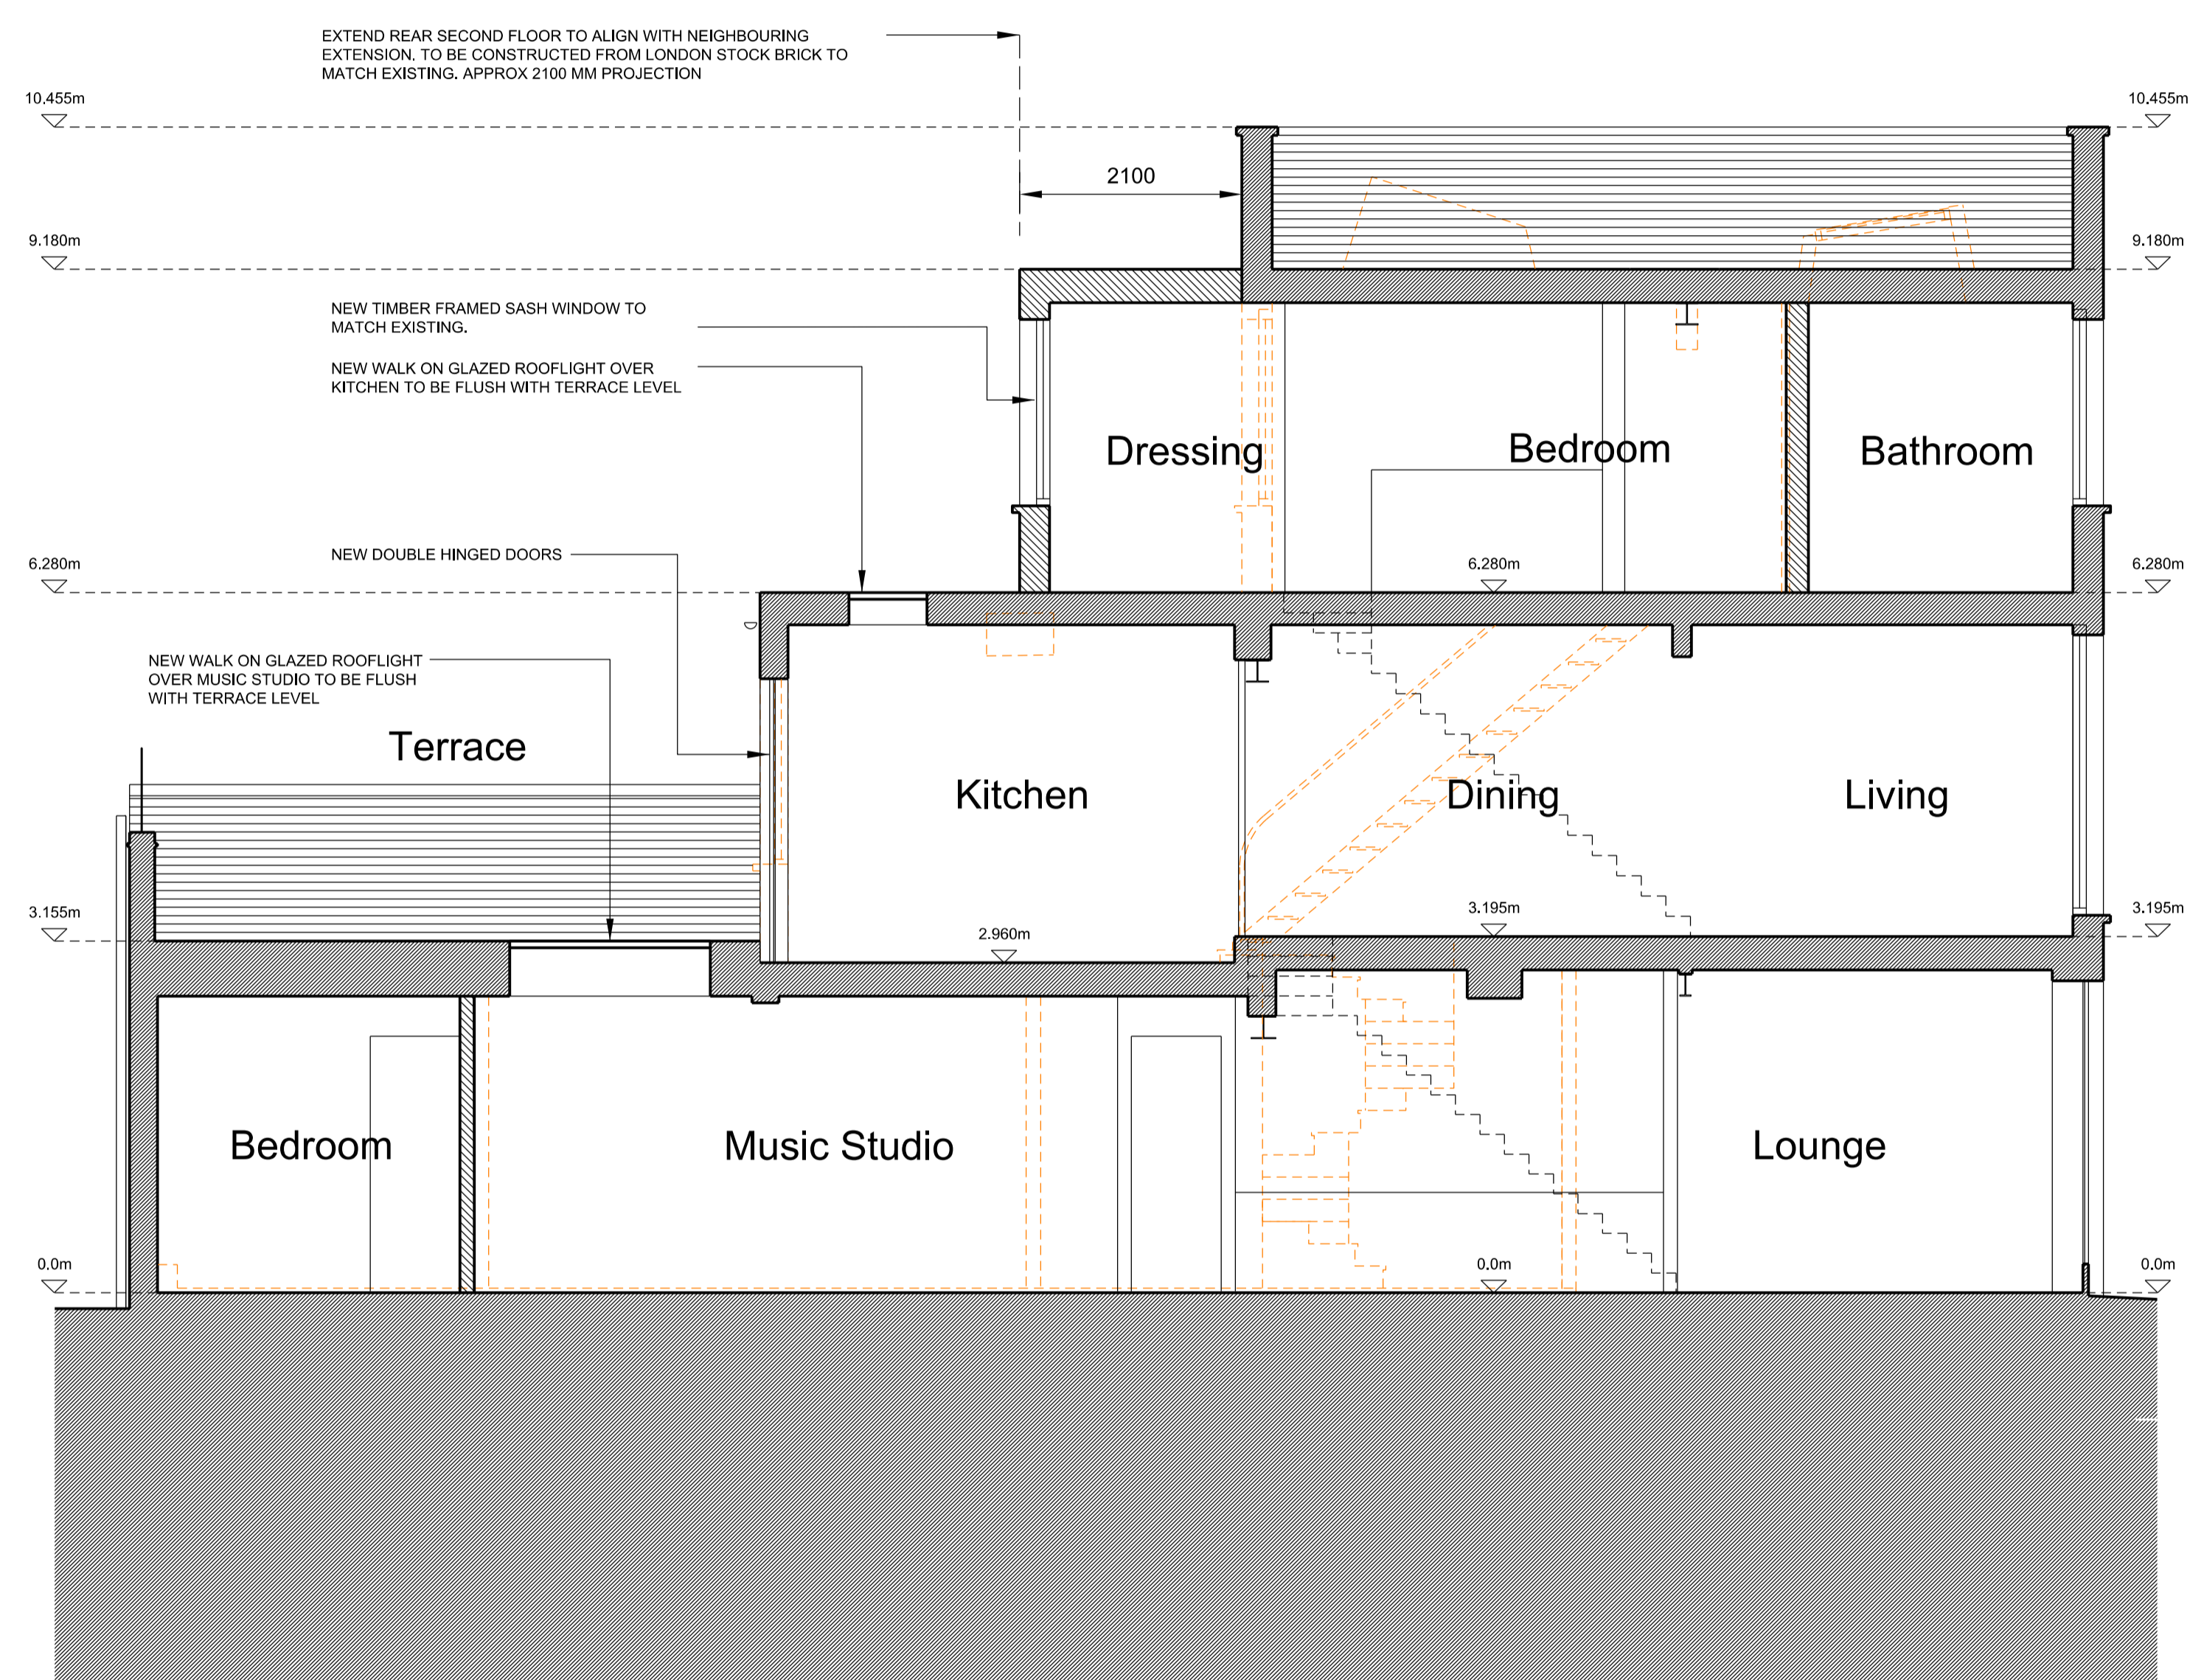 EXTEND REAR SECOND FLOOR TO ALIGN WITH NEIGHBOURING
EXTENSION. TO BE CONSTRUCTED FROM LONDON STOCK BRICK TO
MATCH EXISTING. APPROX 2100 MM PROJECTION
10.455m
10.455m
2100
9.180m
9.180m
NEW TIMBER FRAMED SASH WINDOW TO
MATCH EXISTING.
NEW WALK ON GLAZED ROOFLIGHT OVER
KITCHEN TO BE FLUSH WITH TERRACE LEVEL
Dressing
Bedroom
Bathroom
NEW DOUBLE HINGED DOORS
6.280m
6.280m
6.280m
NEW WALK ON GLAZED ROOFLIGHT
OVER MUSIC STUDIO TO BE FLUSH
WITH TERRACE LEVEL
Terrace
Kitchen
Dining
Living
3.155m
2.960m
3.195m
3.195m
Bedroom
Music Studio
Lounge
0.0m
0.0m
0.0m